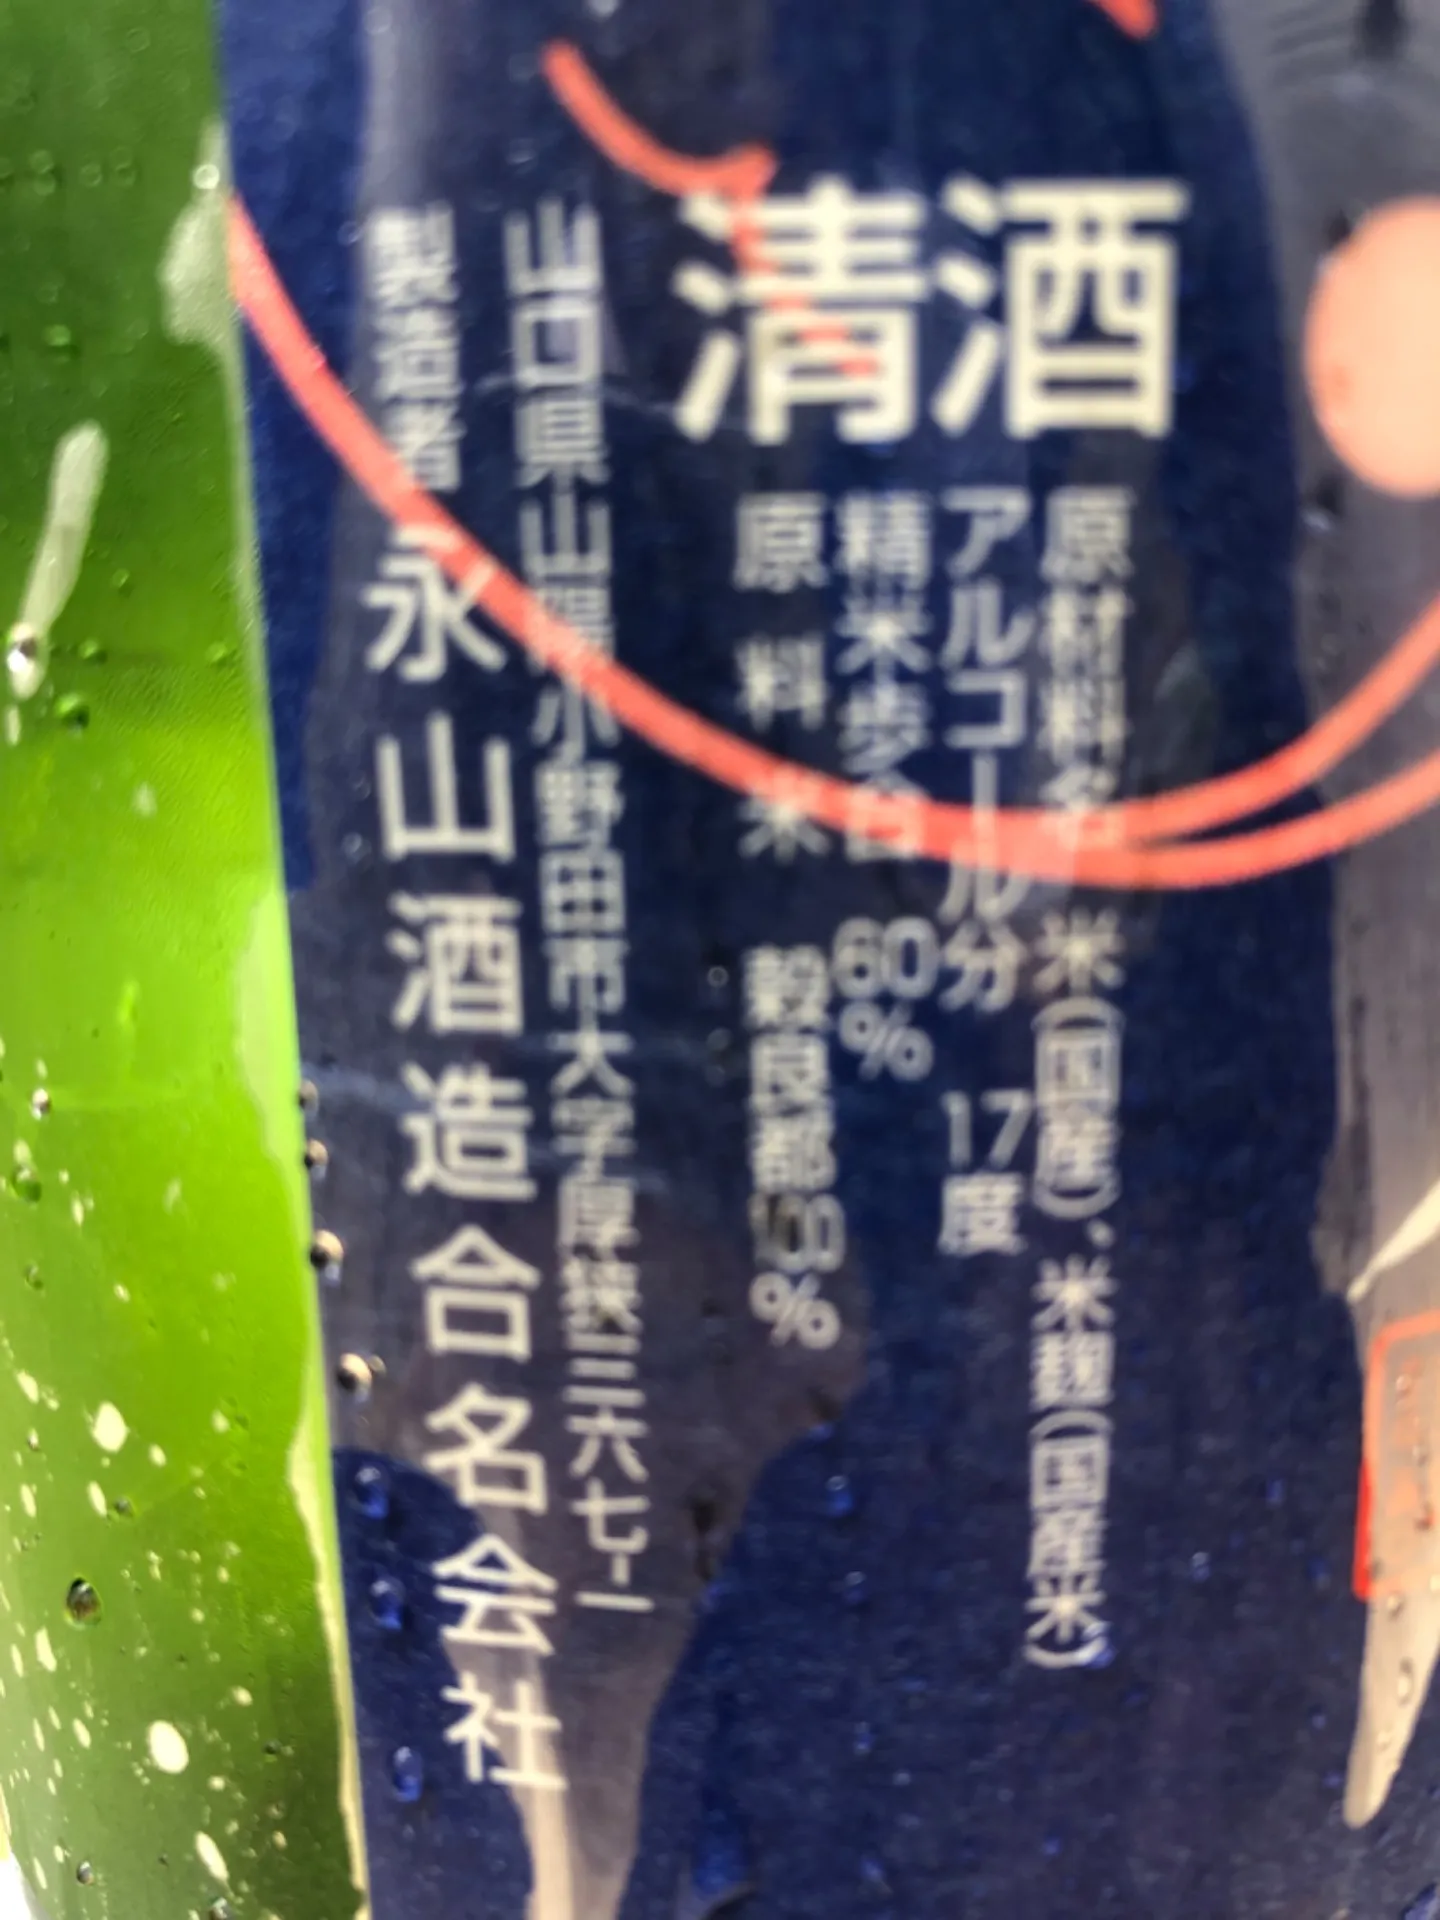 清酒
原材料名 米(国産)、米麹(国産米)
アルコール分 17度
精米歩合 60%
原料米 穀良都100%
山口県山陽小野田市大字厚狭三六七-一
製造者 永山酒造合名会社